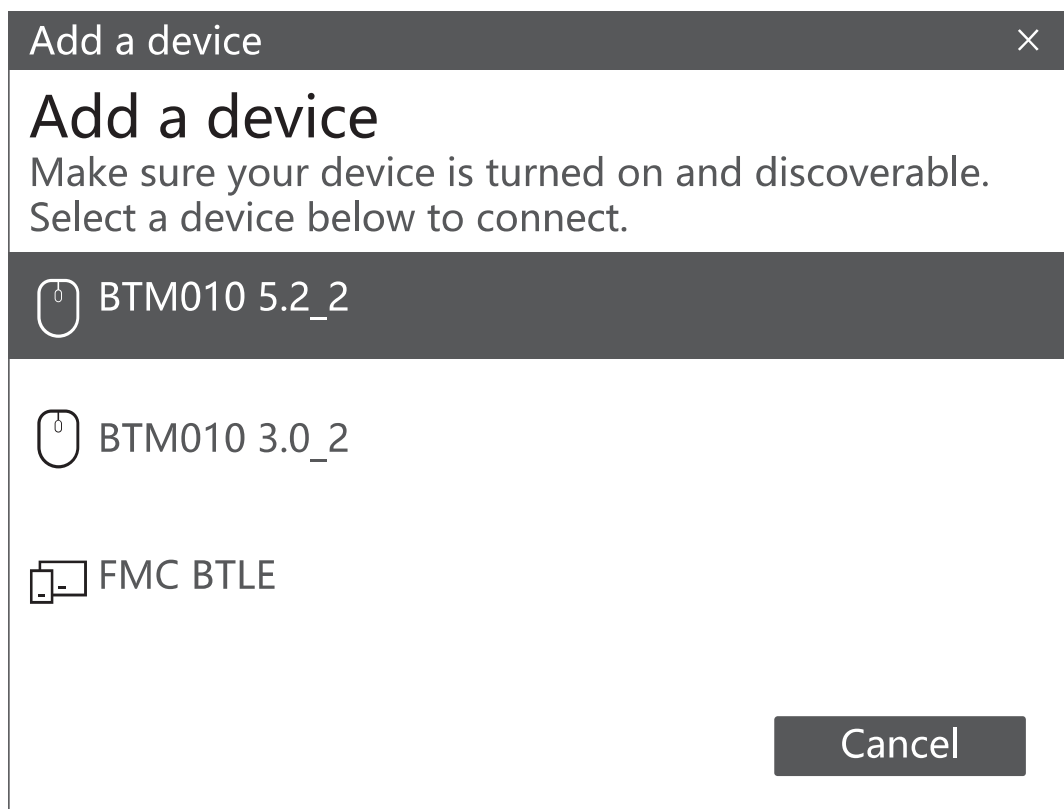 Add a device
Add a device
Make sure your device is turned on and discoverable.
Select a device below to connect.
BTM010 5.2_2
BTM010 3.0_2
FMC BTLE
Cancel